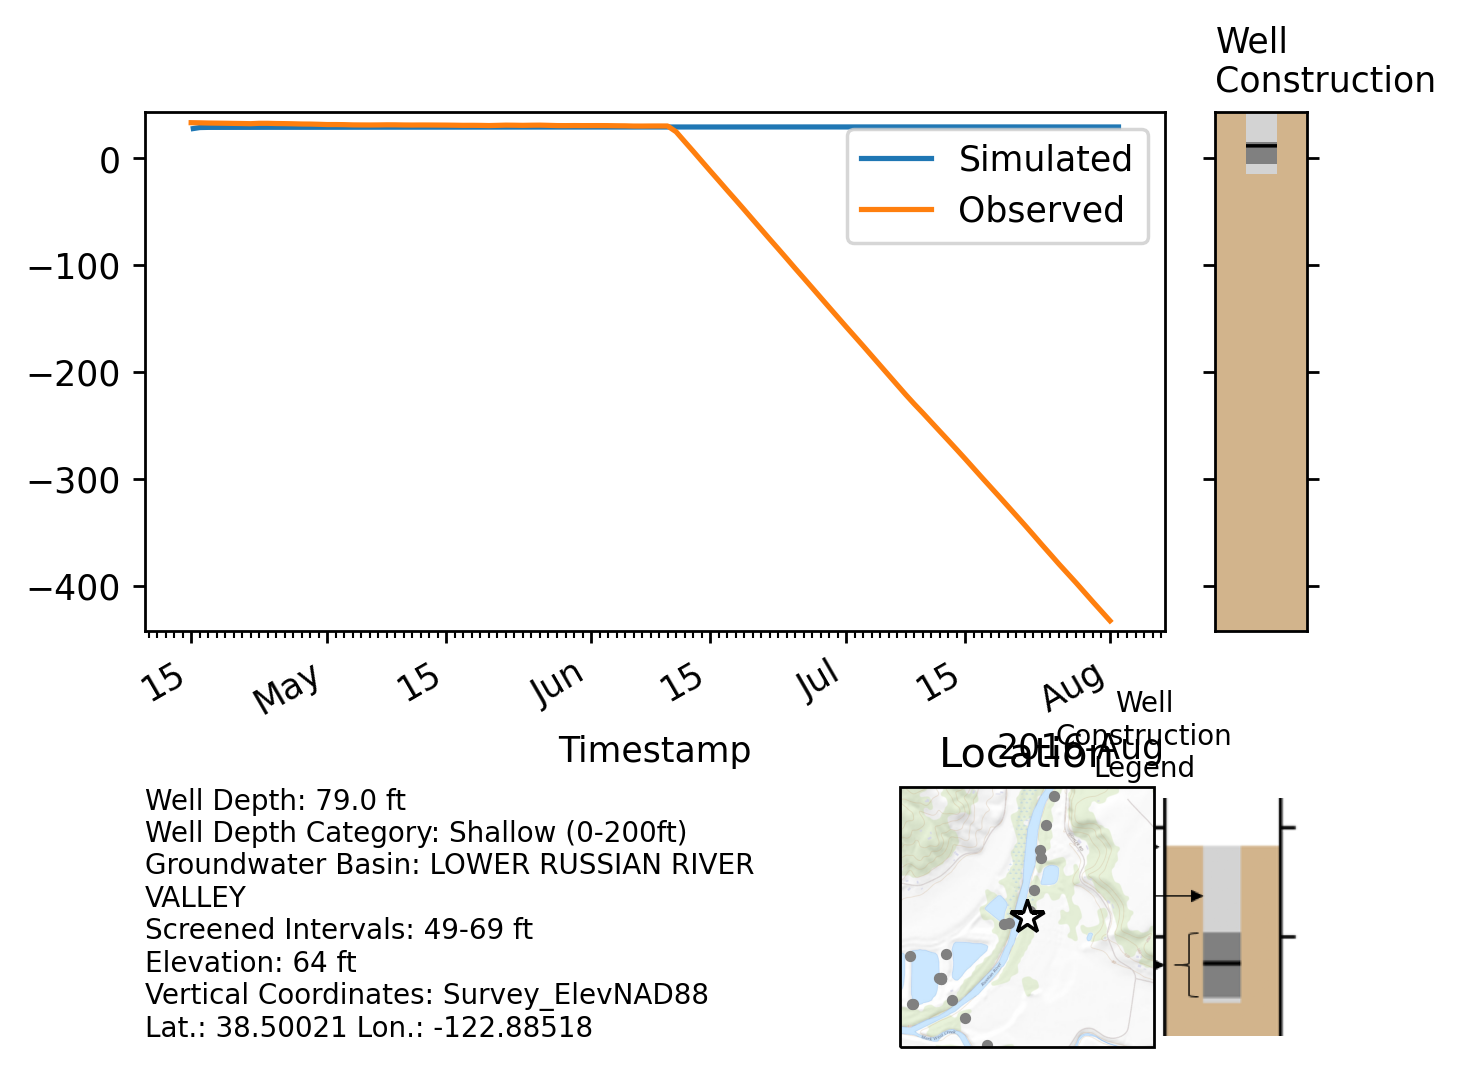 Well
Construction
0
−100
−200
−300
−400
Simulated
Observed
15
May
15
Jun
15
Jul
15
Aug
2016-Aug
Timestamp
Location
Well
Construction
Legend
Well Depth: 79.0 ft
Well Depth Category: Shallow (0-200ft)
Groundwater Basin: LOWER RUSSIAN RIVER
VALLEY
Screened Intervals: 49-69 ft
Elevation: 64 ft
Vertical Coordinates: Survey_ElevNAD88
Lat.: 38.50021 Lon.: -122.88518